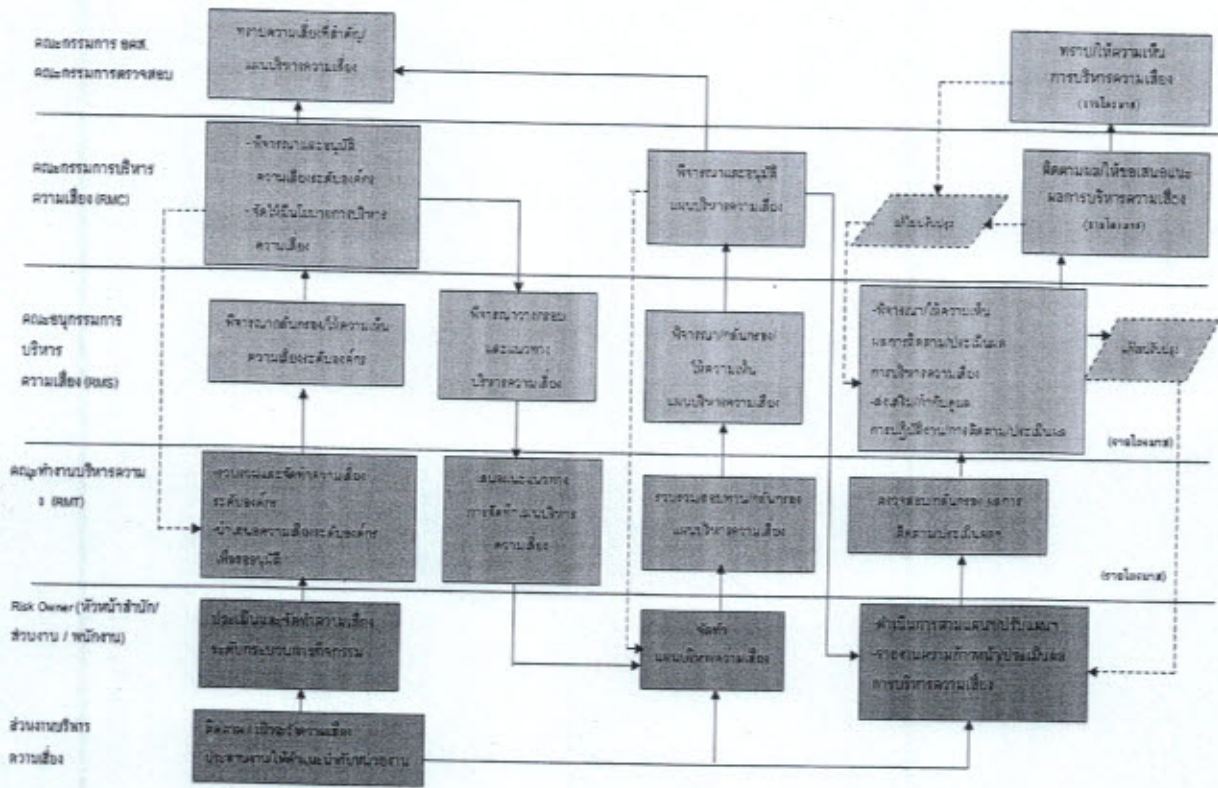 คณะกรรมการ อคส.
คณะกรรมการตรวจสอบ
ทราบความเสี่ยงที่สำคัญ/
แผนบริหารความเสี่ยง
ทราบ/ให้ความเห็น
การบริหารความเสี่ยง
(รายไตรมาส)
คณะกรรมการบริหาร
ความเสี่ยง (RMC)
- พิจารณาและอนุมัติ
ความเสี่ยงระดับองค์กร
- จัดให้มีนโยบายการบริหาร
ความเสี่ยง
พิจารณาและอนุมัติ
แผนบริหารความเสี่ยง
แก้ไขปรับปรุง
ติดตามผล/ให้ข้อเสนอแนะ
ผลการบริหารความเสี่ยง
(รายไตรมาส)
คณะอนุกรรมการ
บริหาร
ความเสี่ยง (RMS)
พิจารณากลั่นกรอง/ให้ความเห็น
ความเสี่ยงระดับองค์กร
พิจารณาวางกรอบ
และแนวทาง
บริหารความเสี่ยง
พิจารณา/กลั่นกรอง/
ให้ความเห็น
แผนบริหารความเสี่ยง
-พิจารณา/ให้ความเห็น
ผลการติดตาม/ประเมินผล
การบริหารความเสี่ยง
-ส่งเสริม/กำกับดูแล
การปฏิบัติงาน/การติดตาม/ประเมินผล
แก้ไขปรับปรุง
(รายไตรมาส)
คณะทำงานบริหารความ
(RMT)
-รวบรวมและจัดทำความเสี่ยง
ระดับองค์กร
-นำเสนอความเสี่ยงระดับองค์กร
เพื่อขออนุมัติ
เสนอแนะแนวทาง
การจัดทำแผนบริหาร
ความเสี่ยง
รวบรวม/สอบทาน/กลั่นกรอง
แผนบริหารความเสี่ยง
ตรวจสอบ/กลั่นกรอง ผลการ
ติดตาม/ประเมินผลฯ
(รายไตรมาส)
Risk Owner (หัวหน้าสำนัก/
ส่วนงาน / พนักงาน)
ประเมินและจัดทำความเสี่ยง
ระดับกระบวนการ/กิจกรรม
จัดทำ
แผนบริหารความเสี่ยง
-ดำเนินการตามแผนฯ/ปรับแผนฯ
-รายงานความก้าวหน้า/ประเมินผล
การบริหารความเสี่ยง
ส่วนงานบริหาร
ความเสี่ยง
ความเสี่ยง
ประสานงาน/ให้คำแนะนำกับหน่วยงาน